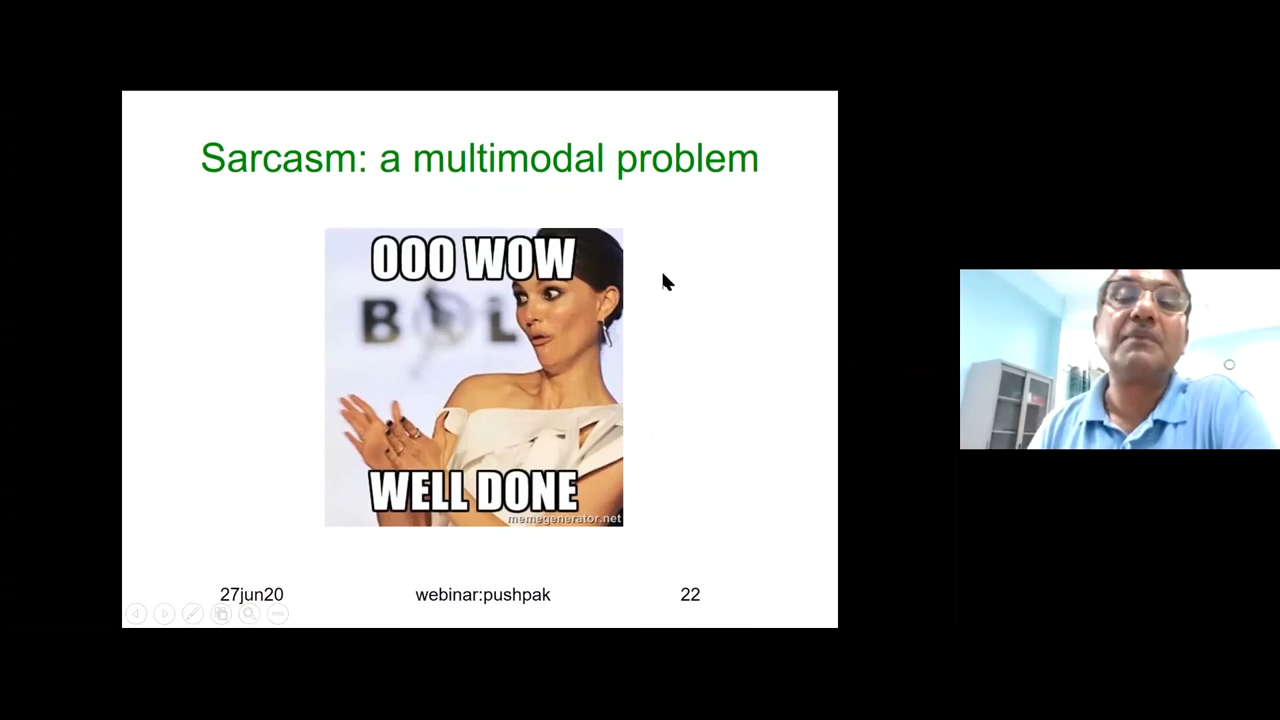 Sarcasm: a multimodal problem
OOO WOW
WELL DONE
memegenerator.net
27jun20 webinar:pushpak 22